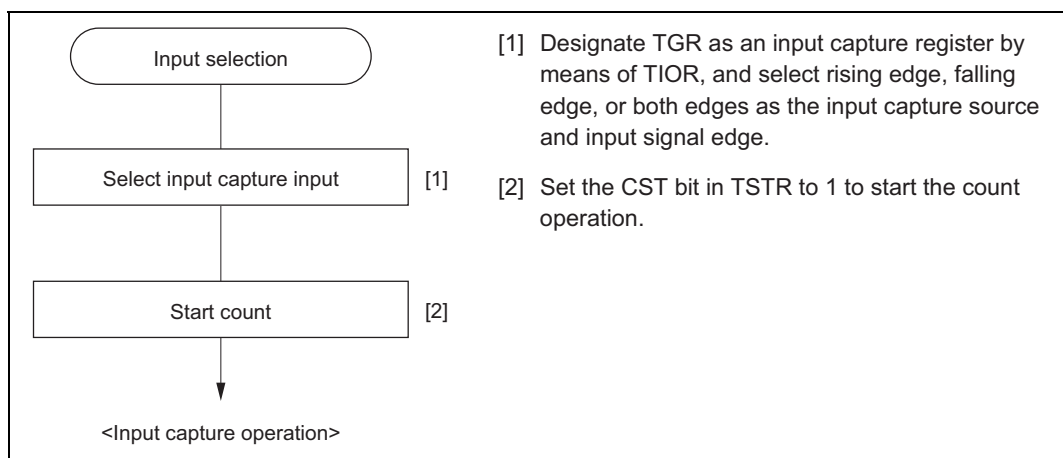 Input selection
Select input capture input
[1]
Start count
[2]
<Input capture operation>
[1] Designate TGR as an input capture register by
means of TIOR, and select rising edge, falling
edge, or both edges as the input capture source
and input signal edge.
[2] Set the CST bit in TSTR to 1 to start the count
operation.